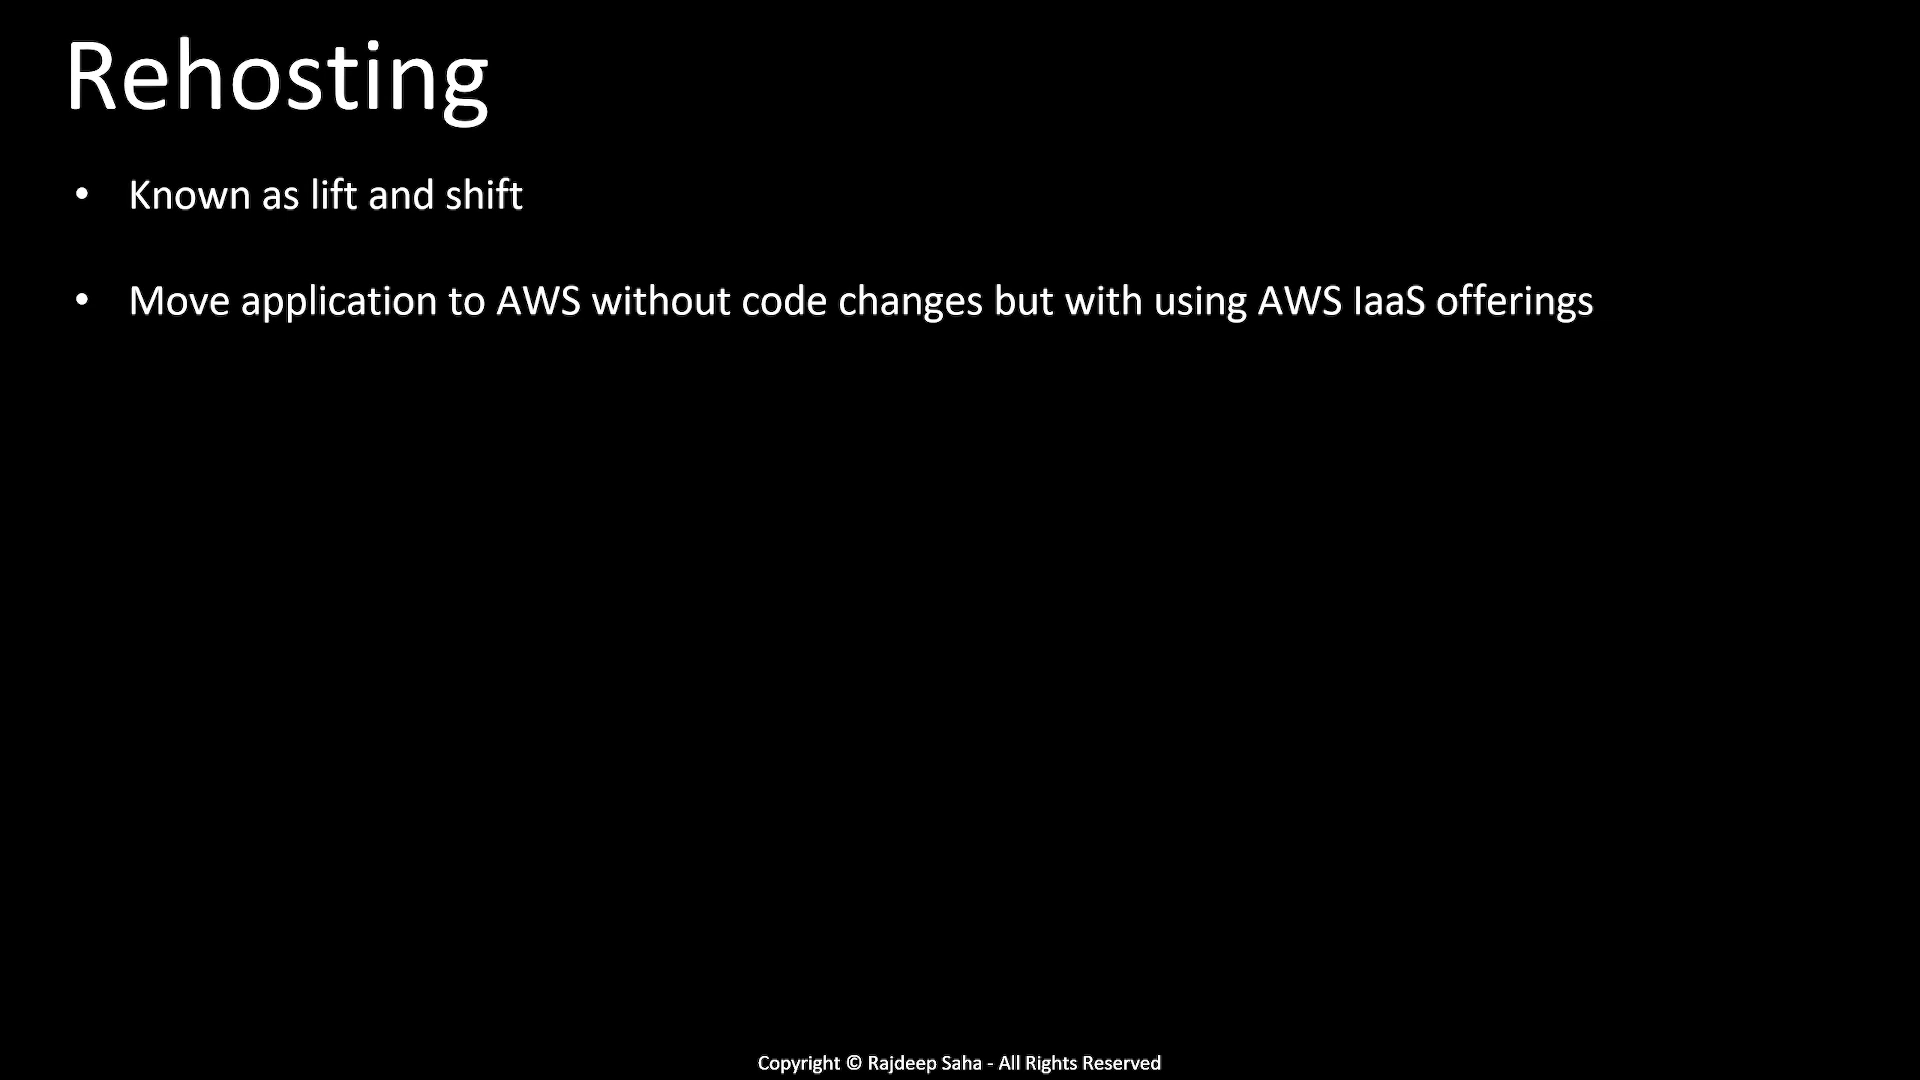 Rehosting
• Known as lift and shift
• Move application to AWS without code changes but with using AWS IaaS offerings
Copyright © Rajdeep Saha - All Rights Reserved